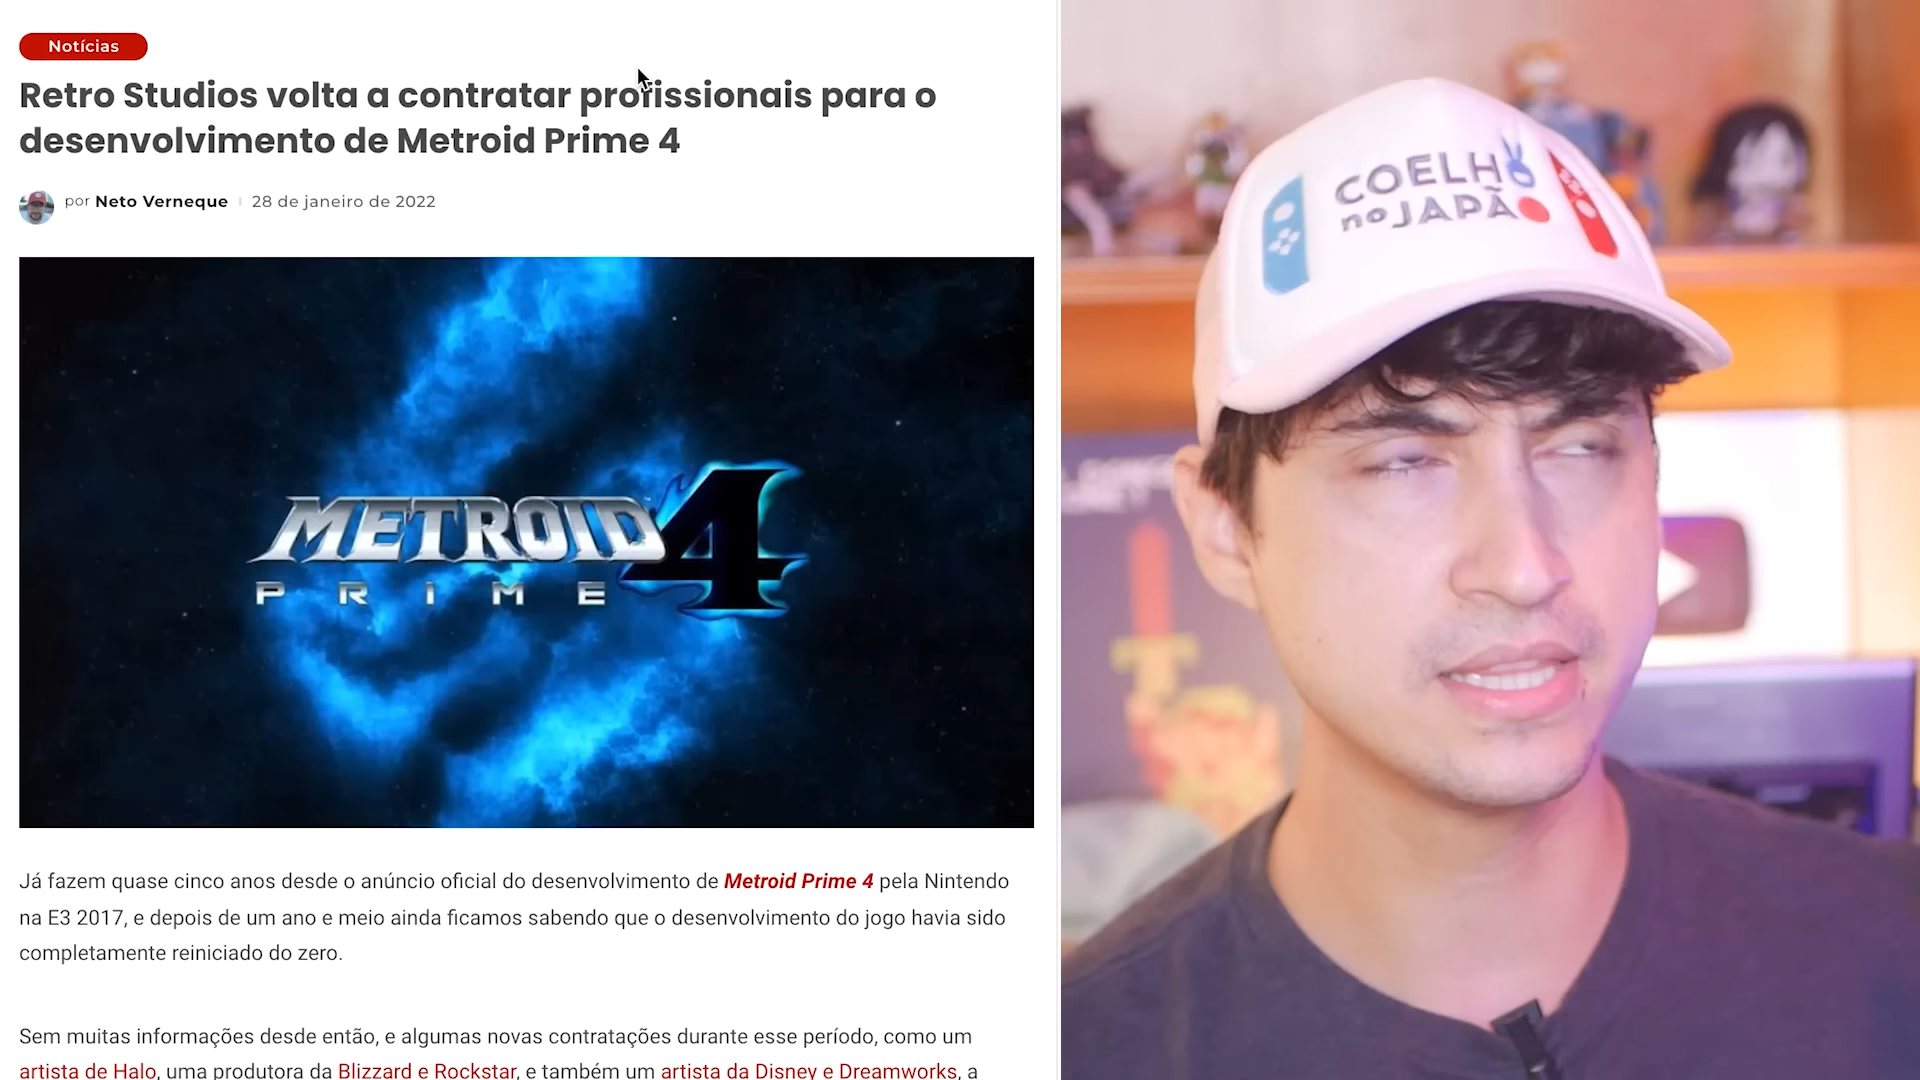 Notícias
Retro Studios volta a contratar profissionais para o
desenvolvimento de Metroid Prime 4
por Neto Verneque 28 de janeiro de 2022
METROID 4
PRIME
Já fazem quase cinco anos desde o anúncio oficial do desenvolvimento de Metroid Prime 4 pela Nintendo
na E3 2017, e depois de um ano e meio ainda ficamos sabendo que o desenvolvimento do jogo havia sido
completamente reiniciado do zero.
Sem muitas informações desde então, e algumas novas contratações durante esse período, como um
artista de Halo, uma produtora da Blizzard e Rockstar, e também um artista da Disney e Dreamworks, a
COELHO
no JAPÃO